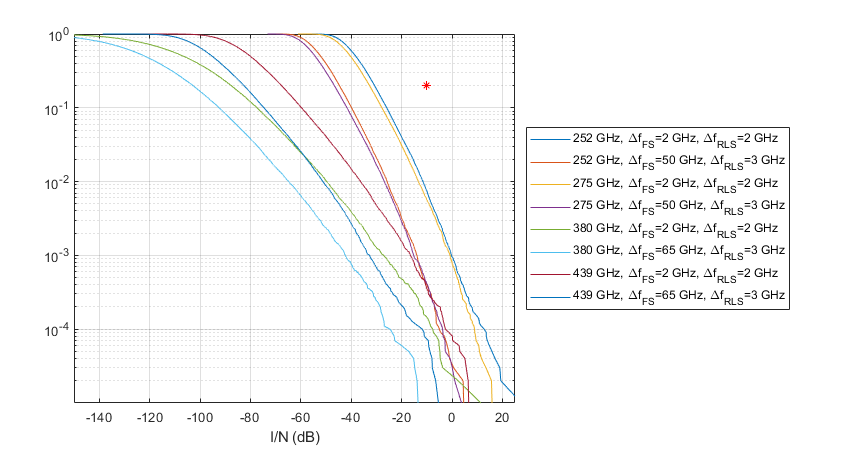 10^0
10^-1
10^-2
10^-3
10^-4
-140 -120 -100 -80 -60 -40 -20 0 20
I/N (dB)
252 GHz, Δf_FS=2 GHz, Δf_RLS=2 GHz
252 GHz, Δf_FS=50 GHz, Δf_RLS=3 GHz
275 GHz, Δf_FS=2 GHz, Δf_RLS=2 GHz
275 GHz, Δf_FS=50 GHz, Δf_RLS=3 GHz
380 GHz, Δf_FS=2 GHz, Δf_RLS=2 GHz
380 GHz, Δf_FS=65 GHz, Δf_RLS=3 GHz
439 GHz, Δf_FS=2 GHz, Δf_RLS=2 GHz
439 GHz, Δf_FS=65 GHz, Δf_RLS=3 GHz